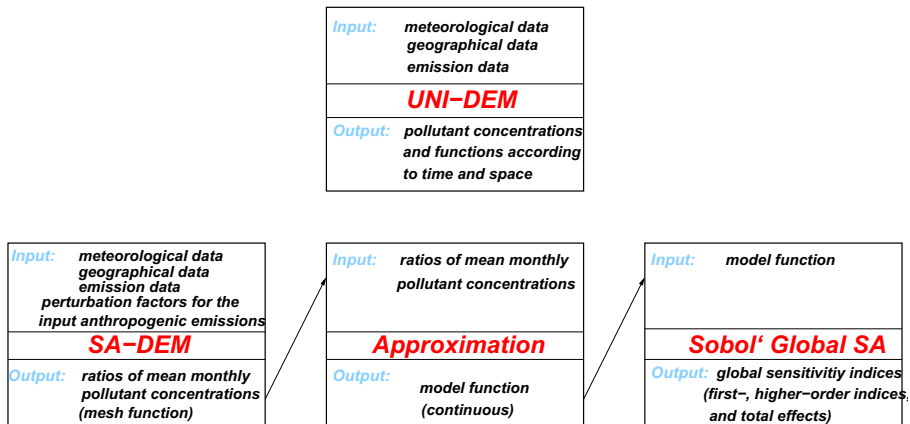 Input: meteorological data
geographical data
emission data
UNI−DEM
Output: pollutant concentrations
and functions according
to time and space
Input: meteorological data
geographical data
emission data
perturbation factors for the
input anthropogenic emissions
SA−DEM
Output: ratios of mean monthly
pollutant concentrations
(mesh function)
Input: ratios of mean monthly
pollutant concentrations
Approximation
Output: model function
(continuous)
Input: model function
Sobol‘ Global SA
Output: global sensitivitiy indices
(first−, higher−order indices,
and total effects)